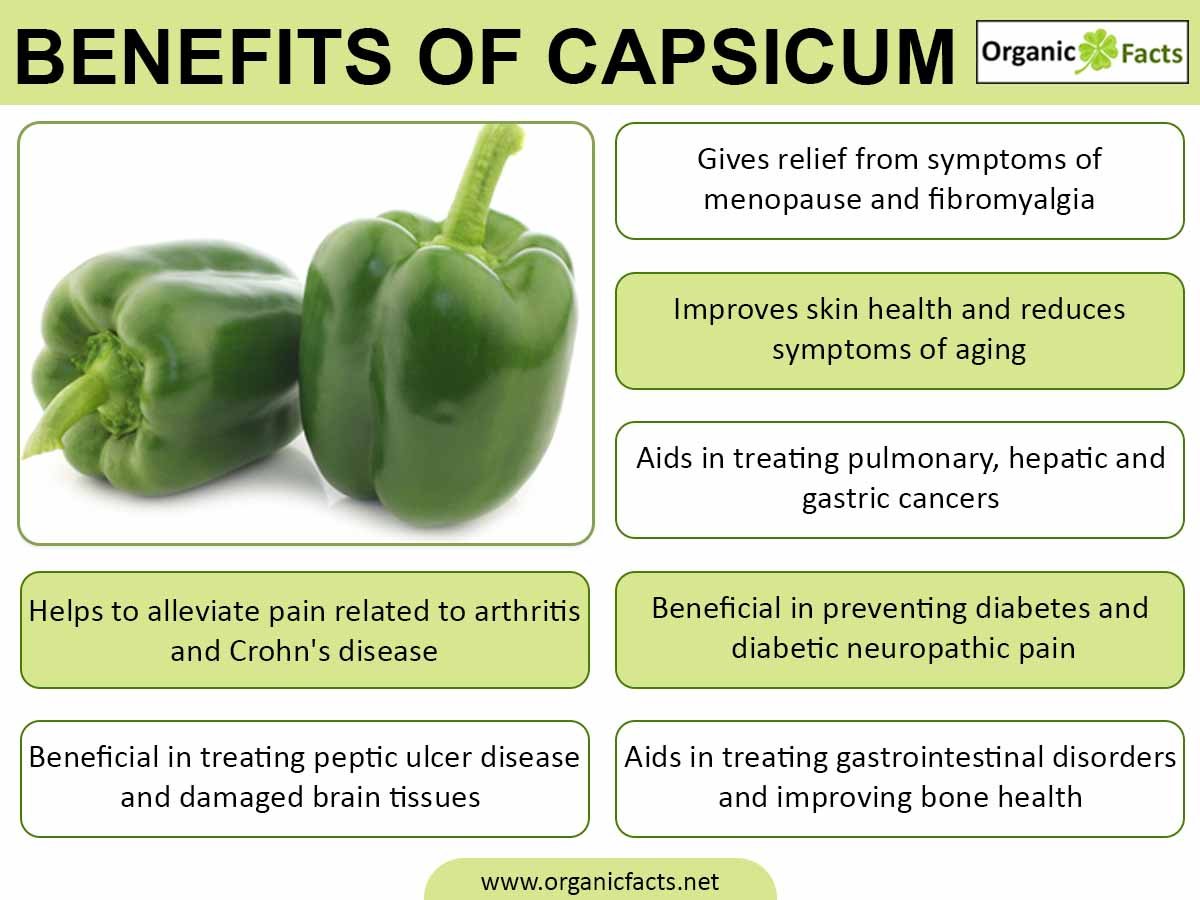 BENEFITS OF CAPSICUM
Organic Facts
Gives relief from symptoms of
menopause and fibromyalgia
Improves skin health and reduces
symptoms of aging
Aids in treating pulmonary, hepatic and
gastric cancers
Helps to alleviate pain related to arthritis
and Crohn's disease
Beneficial in preventing diabetes and
diabetic neuropathic pain
Beneficial in treating peptic ulcer disease
and damaged brain tissues
Aids in treating gastrointestinal disorders
and improving bone health
www.organicfacts.net